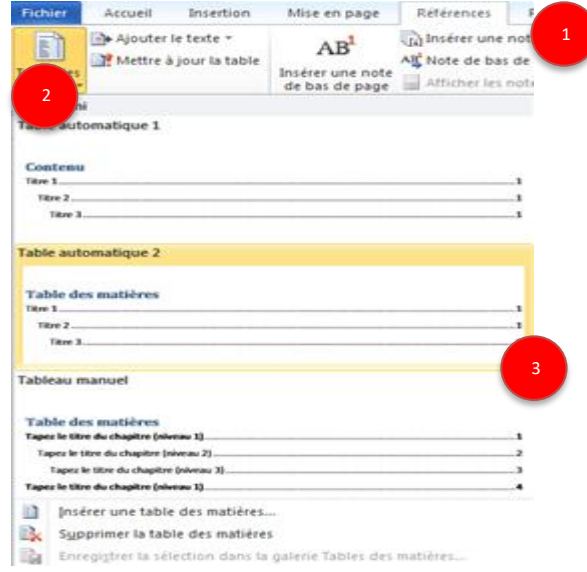 Fichier Accueil Insertion Mise en page Références
1
Ajouter le texte
Mettre à jour la table
2
AB1
Insérer une note de bas de page
Insérer une
Note de bas de
Afficher les
Table automatique 1
Contenu
Titre 1 1
Titre 2 1
Titre 3 1
Table automatique 2
Table des matières
Titre 1 1
Titre 2 1
Titre 3
3
Tableau manuel
Table des matières
Tapez le titre du chapitre (niveau 1) 1
Tapez le titre du chapitre (niveau 2) 2
Tapez le titre du chapitre (niveau 3) 3
Tapez le titre du chapitre (niveau 1) 4
Insérer une table des matières...
Supprimer la table des matières
Enregistrer la sélection dans la galerie Tables des matières...